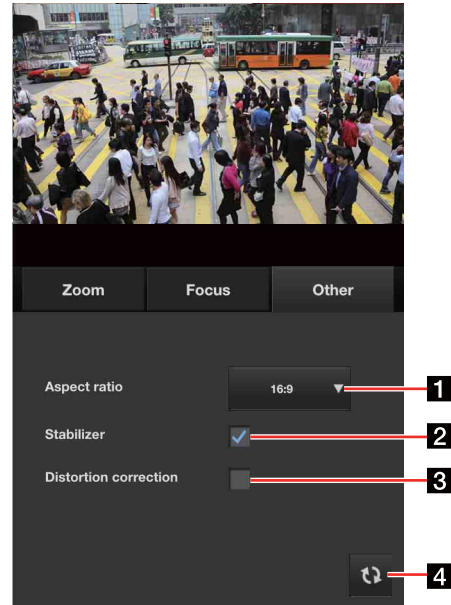 Zoom Focus Other
Aspect ratio 16:9 1
Stabilizer 2
Distortion correction 3
4